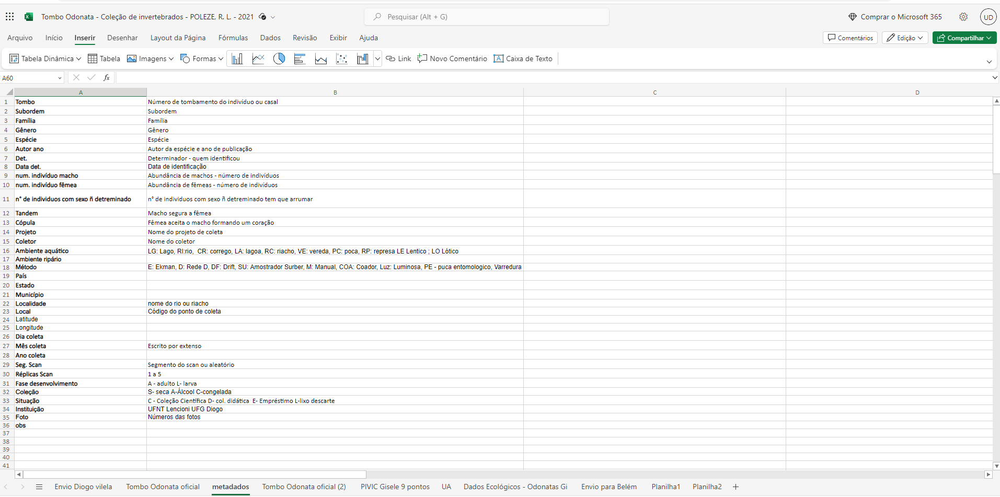 Tombo Odonata - Coleção de invertebrados - POLEZE, R. L. - 2021
Pesquisar (Alt + G)
Comprar o Microsoft 365
UD
Arquivo Início Inserir Desenhar Layout da Página Fórmulas Dados Revisão Exibir Ajuda
Comentários Edição Compartilhar
Tabela Dinâmica Tabela Imagens Formas Link Novo Comentário Caixa de Texto
A60 fx
A B C D
1 Tombo Número de tombamento do indivíduo ou casal
2 Subordem Subordem
3 Família Família
4 Gênero Gênero
5 Espécie Espécie
6 Autor ano Autor da espécie e ano de publicação
7 Det. Determinador - quem identificou
8 Data det. Data de identificação
9 num. indivíduo macho Abundância de machos - número de indivíduos
10 num. indivíduo fêmea Abundância de fêmeas - número de indivíduos
11 n° de individuos com sexo ñ detreminado n° de individuos com sexo ñ detreminado tem que arrumar
12 Tandem Macho segura a fêmea
13 Cópula Fêmea aceita o macho formando um coração
14 Projeto Nome do projeto de coleta
15 Coletor Nome do coletor
16 Ambiente aquático LG: Lago, RI:rio,  CR: corrego, LA: lagoa, RC: riacho, VE: vereda, PC: poca, RP: represa LE Lentico ; LO Lótico
17 Ambiente ripário
18 Método E: Ekman, D: Rede D, DF: Drift, SU: Amostrador Surber, M: Manual, COA: Coador, Luz: Luminosa, PE - puca entomologico, Varredura
19 País
20 Estado
21 Município
22 Localidade nome do rio ou riacho
23 Local Código do ponto de coleta
24 Latitude
25 Longitude
26 Dia coleta
27 Mês coleta Escrito por extenso
28 Ano coleta
29 Seg. Scan Segmento do scan ou aleatório
30 Réplicas Scan 1 a 5
31 Fase desenvolvimento A - adulto L- larva
32 Coleção S- seca A-Álcool C-congelada
33 Situação C - Coleção Científica D- col. didática  E- Empréstimo L-lixo descarte
34 Instituição UFNT Lencioni UFG Diogo
35 Foto Números das fotos
36 obs
37
38
39
40
41
Envio Diogo vilela Tombo Odonata oficial metadados Tombo Odonata oficial (2) PIVIC Gisele 9 pontos UA Dados Ecológicos - Odonatas Gi Envio para Belém Planilha1 Planilha2